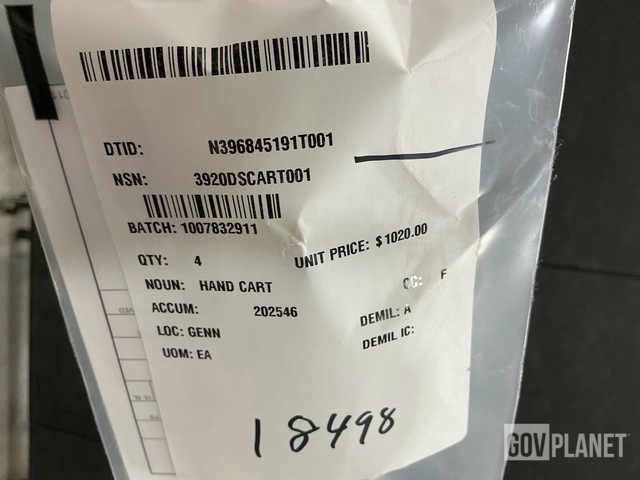 DTID: N396845191T001
NSN: 3920DSCART001
BATCH: 1007832911
QTY: 4 UNIT PRICE: $1020.00
NOUN: HAND CART CC: F
ACCUM: 202546 DEMIL: A
LOC: GENN DEMIL IC:
UOM: EA
18498
GOVPLANET